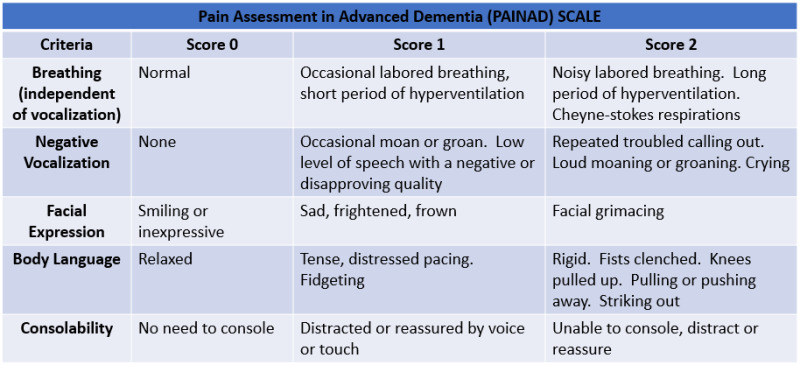 Pain Assessment in Advanced Dementia (PAINAD) SCALE
Criteria Score 0 Score 1 Score 2
Breathing
(independent
of vocalization)
Normal
Occasional labored breathing,
short period of hyperventilation
Noisy labored breathing. Long
period of hyperventilation.
Cheyne-stokes respirations
Negative
Vocalization
None
Occasional moan or groan. Low
level of speech with a negative or
disapproving quality
Repeated troubled calling out.
Loud moaning or groaning. Crying
Facial
Expression
Smiling or
inexpressive
Sad, frightened, frown
Facial grimacing
Body Language
Relaxed
Tense, distressed pacing.
Fidgeting
Rigid. Fists clenched. Knees
pulled up. Pulling or pushing
away. Striking out
Consolability
No need to console
Distracted or reassured by voice
or touch
Unable to console, distract or
reassure